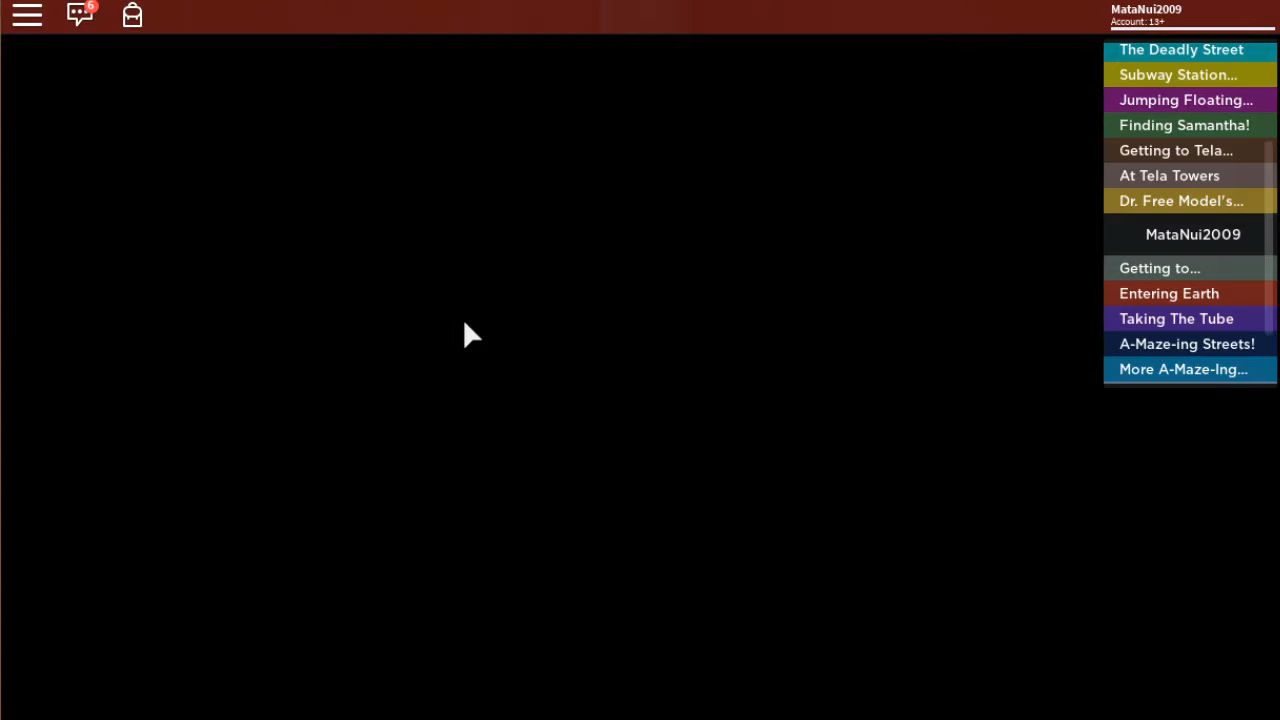 6
MataNui2009
Account: 13+
The Deadly Street
Subway Station...
Jumping Floating...
Finding Samantha!
Getting to Tela...
At Tela Towers
Dr. Free Model's...
MataNui2009
Getting to...
Entering Earth
Taking The Tube
A-Maze-ing Streets!
More A-Maze-Ing...